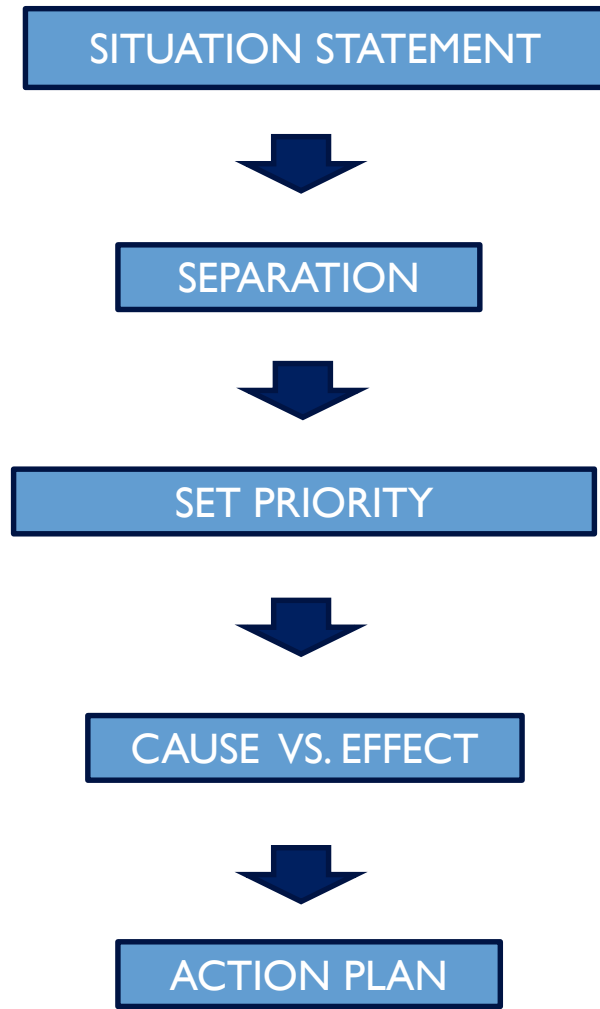 SITUATION STATEMENT
SEPARATION
SET PRIORITY
CAUSE VS. EFFECT
ACTION PLAN